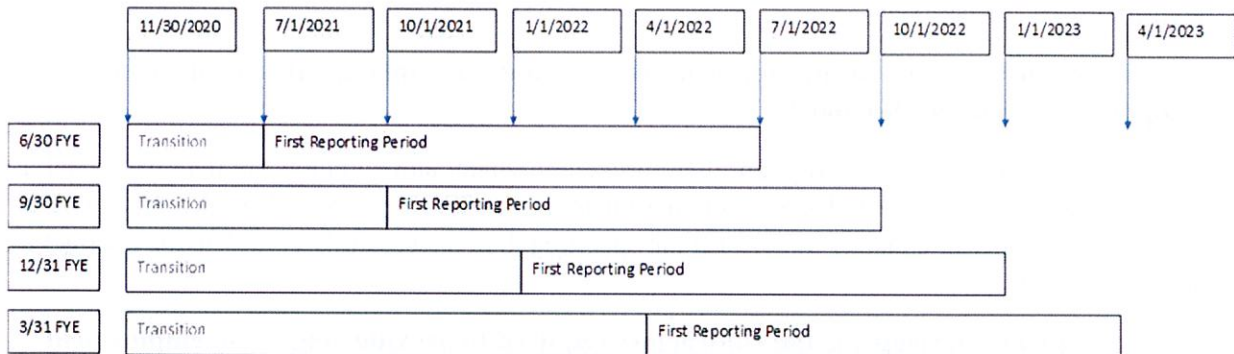 11/30/2020 7/1/2021 10/1/2021 1/1/2022 4/1/2022 7/1/2022 10/1/2022 1/1/2023 4/1/2023
6/30 FYE Transition First Reporting Period
9/30 FYE Transition First Reporting Period
12/31 FYE Transition First Reporting Period
3/31 FYE Transition First Reporting Period